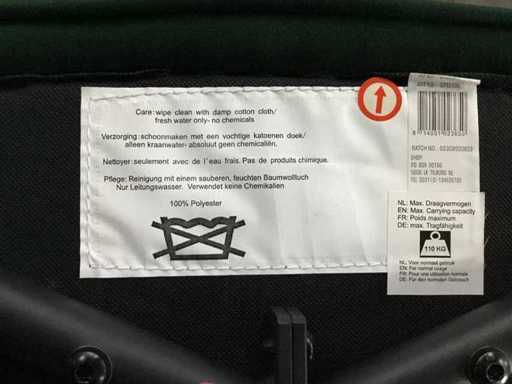 Care: wipe clean with damp cotton cloth/
fresh water only- no chemicals
Verzorging: schoonmaken met een vochtige katoenen doek/
alleen kraanwater- absoluut geen chemicaliën,
Nettoyer: seulement avec de l'eau frais. Pas de produits chimique.
Pflege: Reinigung mit einem sauberen, feuchten Baumwolltuch
Nur Leitungswasser. Verwendet keine Chemikalien
100% Polyester
SHOP
PO BOX
NL: Max. Draagvermogen
EN: Max. Carrying capacity
FR: Poids maximum
DE: max. Tragfähigkeit
110 KG
NL: Voor normaal gebruik
EN: For normal usage
FR: Pour une utilisation normale
DE: Für den normalen Gebrauch